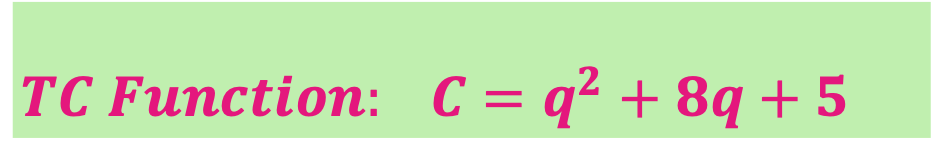 TC Function: C = q² + 8q + 5